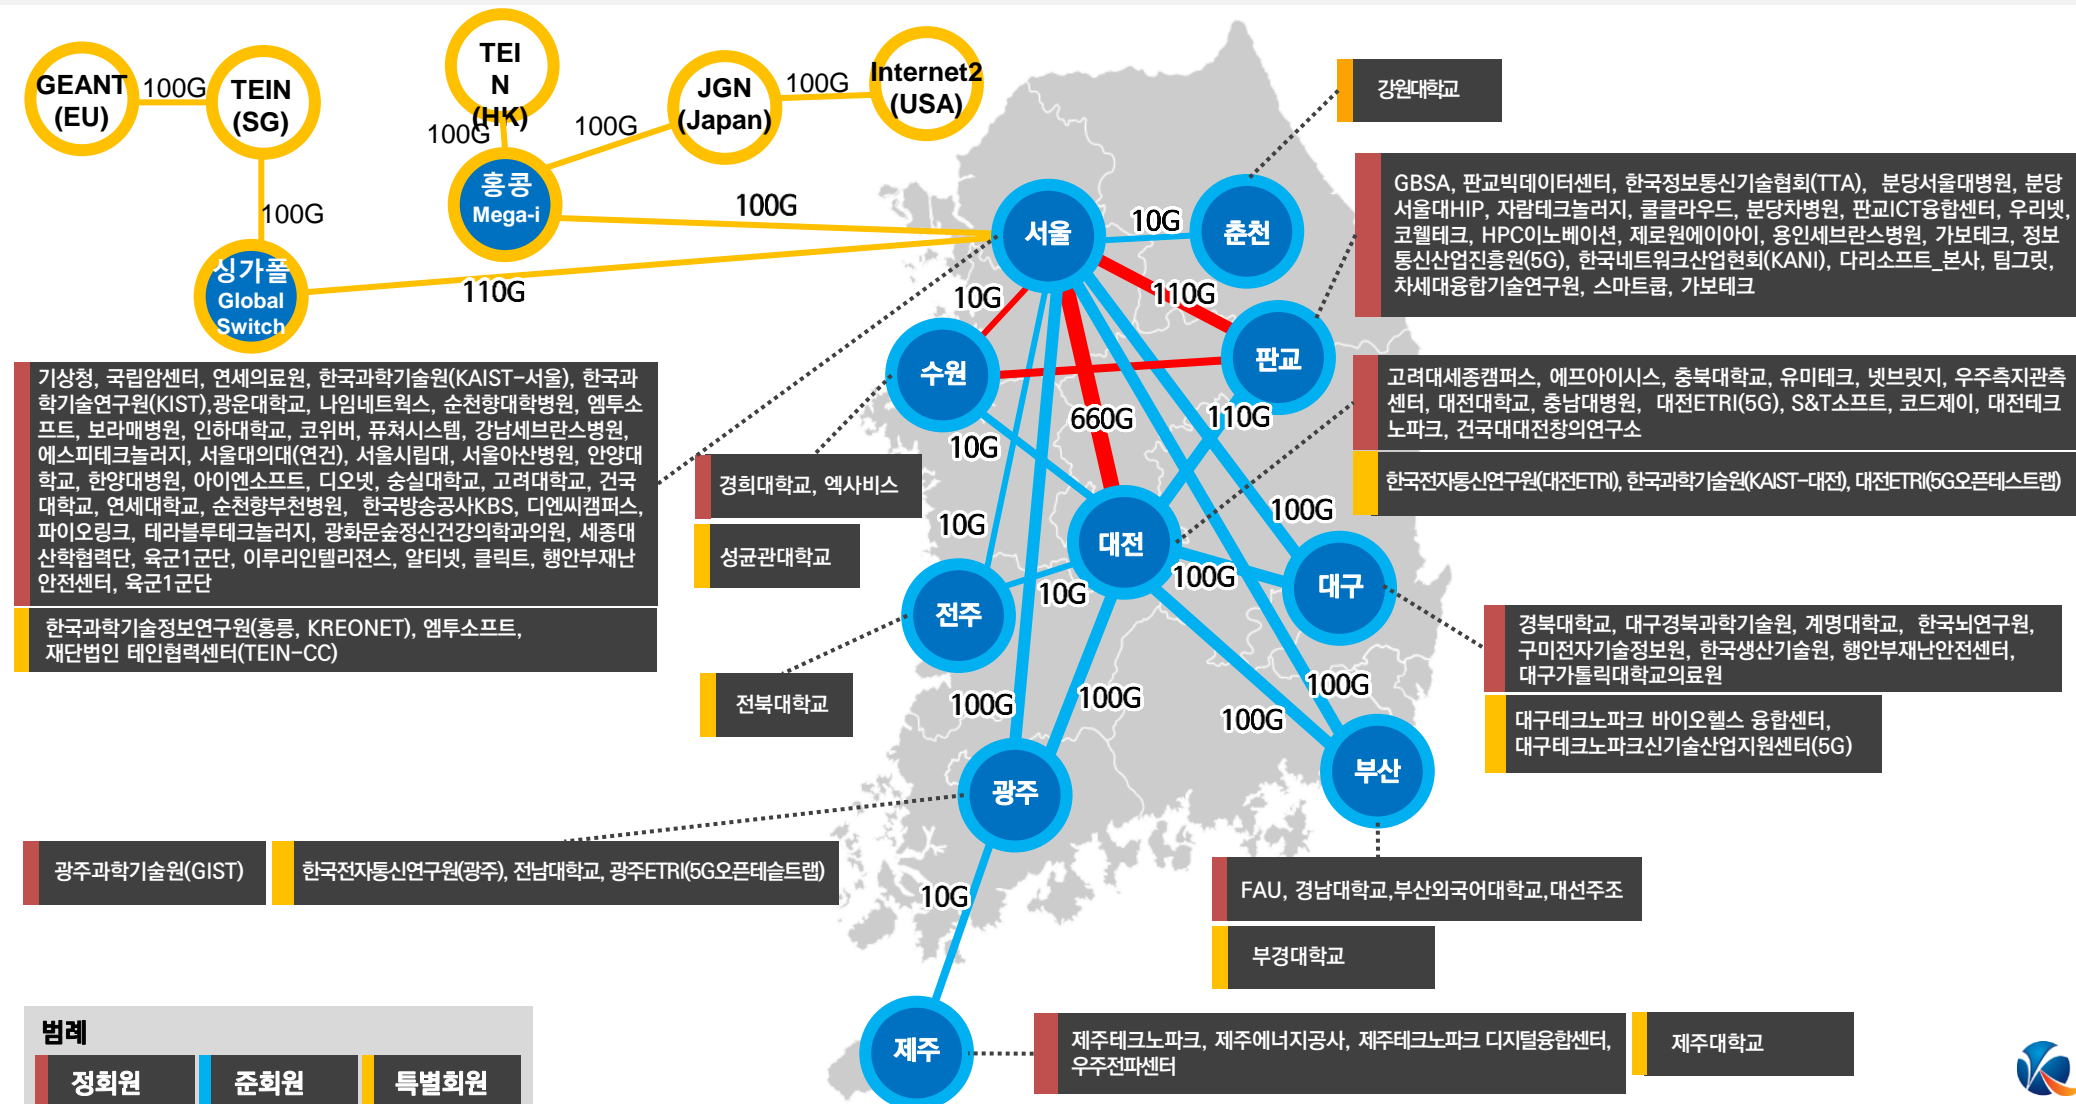 GEANT
(EU)
100G
TEIN
(SG)
100G
TEI
N
(HK)
100G
100G
JGN
(Japan)
100G
Internet2
(USA)
홍콩
Mega-i
100G
싱가폴
Global
Switch
110G
서울
10G
춘천
10G
110G
수원
판교
660G
110G
10G
10G
대전
100G
100G
대구
10G
전주
100G
100G
100G
100G
부산
광주
10G
제주
강원대학교
GBSA, 판교빅데이터센터, 한국정보통신기술협회(TTA), 분당서울대병원, 분당
서울대HIP, 자람테크놀러지, 쿨클라우드, 분당차병원, 판교ICT융합센터, 우리넷,
코웰테크, HPC이노베이션, 제로원에이아이, 용인세브란스병원, 가보테크, 정보
통신산업진흥원(5G), 한국네트워크산업현회(KANI), 다리소프트_본사, 팀그릿,
차세대융합기술연구원, 스마트쿱, 가보테크
고려대세종캠퍼스, 에프아이시스, 충북대학교, 유미테크, 넷브릿지, 우주측지관측
센터, 대전대학교, 충남대병원, 대전ETRI(5G), S&T소프트, 코드제이, 대전테크
노파크, 건국대대전창의연구소
한국전자통신연구원(대전ETRI), 한국과학기술원(KAIST-대전), 대전ETRI(5G오픈테스트랩)
기상청, 국립암센터, 연세의료원, 한국과학기술원(KAIST-서울), 한국과
학기술연구원(KIST),광운대학교, 나임네트웍스, 순천향대학병원, 엠투소
프트, 보라매병원, 인하대학교, 코위버, 퓨쳐시스템, 강남세브란스병원,
에스피테크놀러지, 서울대의대(연건), 서울시립대, 서울아산병원, 안양대
학교, 한양대병원, 아이엔소프트, 디오넷, 숭실대학교, 고려대학교, 건국
대학교, 연세대학교, 순천향부천병원, 한국방송공사KBS, 디엔씨캠퍼스,
파이오링크, 테라블루테크놀러지, 광화문숲정신건강의학과의원, 세종대
산학협력단, 육군1군단, 이루리인텔리젼스, 알티넷, 클릭트, 행안부재난
안전센터, 육군1군단
한국과학기술정보연구원(홍릉, KREONET), 엠투소프트,
재단법인 테인협력센터(TEIN-CC)
경희대학교, 엑사비스
성균관대학교
전북대학교
경북대학교, 대구경북과학기술원, 계명대학교, 한국뇌연구원,
구미전자기술정보원, 한국생산기술원, 행안부재난안전센터,
대구가톨릭대학교의료원
대구테크노파크 바이오헬스 융합센터,
대구테크노파크신기술산업지원센터(5G)
광주과학기술원(GIST)
한국전자통신연구원(광주), 전남대학교, 광주ETRI(5G오픈테슽트랩)
FAU, 경남대학교,부산외국어대학교,대선주조
부경대학교
제주테크노파크, 제주에너지공사, 제주테크노파크 디지털융합센터,
우주전파센터
제주대학교
범례
정회원
준회원
특별회원